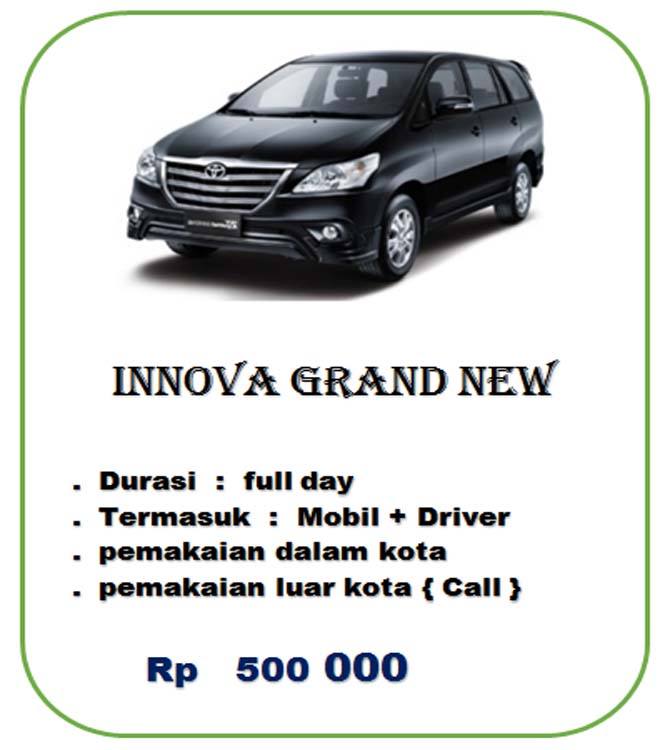 INNOVA GRAND NEW
. Durasi : full day
. Termasuk : Mobil + Driver
. pemakaian dalam kota
. pemakaian luar kota { Call }
Rp 500 000